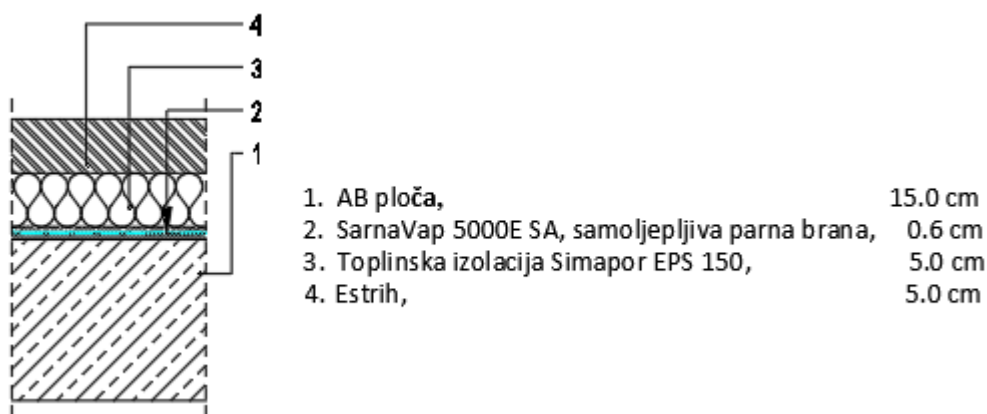 4
3
2
1
1. AB ploča, 15.0 cm
2. SarnaVap 5000E SA, samoljepljiva parna brana, 0.6 cm
3. Toplinska izolacija Simapor EPS 150, 5.0 cm
4. Estrih, 5.0 cm